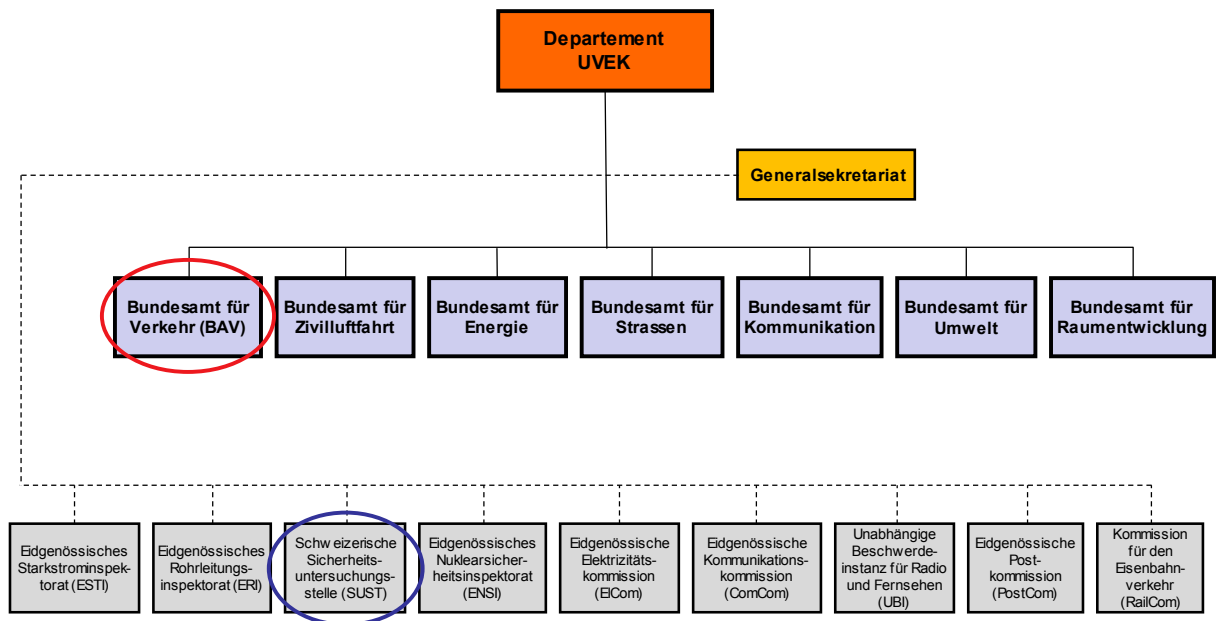 Departement
UVEK
Generalsekretariat
Bundesamt für
Verkehr (BAV)
Bundesamt für
Zivilluftfahrt
Bundesamt für
Energie
Bundesamt für
Strassen
Bundesamt für
Kommunikation
Bundesamt für
Umwelt
Bundesamt für
Raumentwicklung
Eidgenössisches
Starkstrominspek-
torat (ESTI)
Eidgenössisches
Rohrleitungs-
inspektorat (ERI)
Schweizerische
Sicherheits-
untersuchungs-
stelle (SUST)
Eidgenössisches
Nuklearsicher-
heitsinspektorat
(ENSI)
Eidgenössische
Elektrizitäts-
kommission
(ElCom)
Eidgenössische
Kommunikations-
kommission
(ComCom)
Unabhängige
Beschwerde-
instanz für Radio
und Fernsehen
(UBI)
Eidgenössische
Post-
kommission
(PostCom)
Kommission
für den
Eisenbahn-
verkehr
(RailCom)